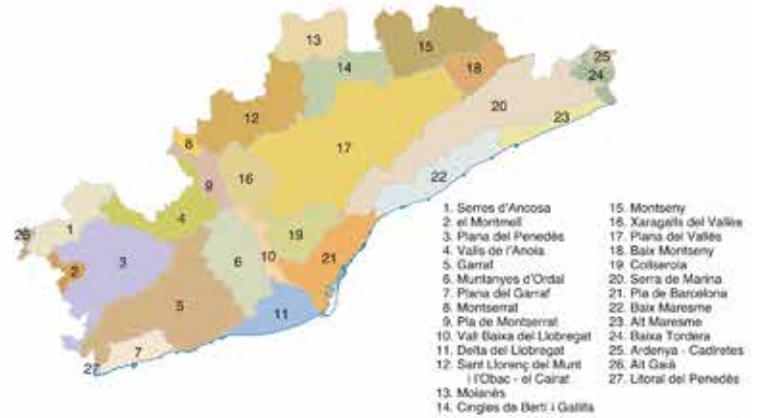 13
15
25
14
18
24
20
12
23
8
17
16
9
22
4
1
26
19
3
10
6
21
2
5
11
7
27
1. Serres d'Ancosa
2. el Montmell
3. Plana del Penedès
4. Valls de l'Anoia
5. Garraf
6. Muntanyes d'Ordal
7. Plana del Garraf
8. Montserrat
9. Pla de Montserrat
10. Vall Baixa del Llobregat
11. Delta del Llobregat
12. Sant Llorenç del Munt
i l'Obac - el Cairat
13. Moianès
14. Cingles de Bertí i Gallifa
15. Montseny
16. Xaragalls del Vallès
17. Plana del Vallès
18. Baix Montseny
19. Collserola
20. Serra de Marina
21. Pla de Barcelona
22. Baix Maresme
23. Alt Maresme
24. Baixa Tordera
25. Ardenya - Cadiretes
26. Alt Gaià
27. Litoral del Penedès